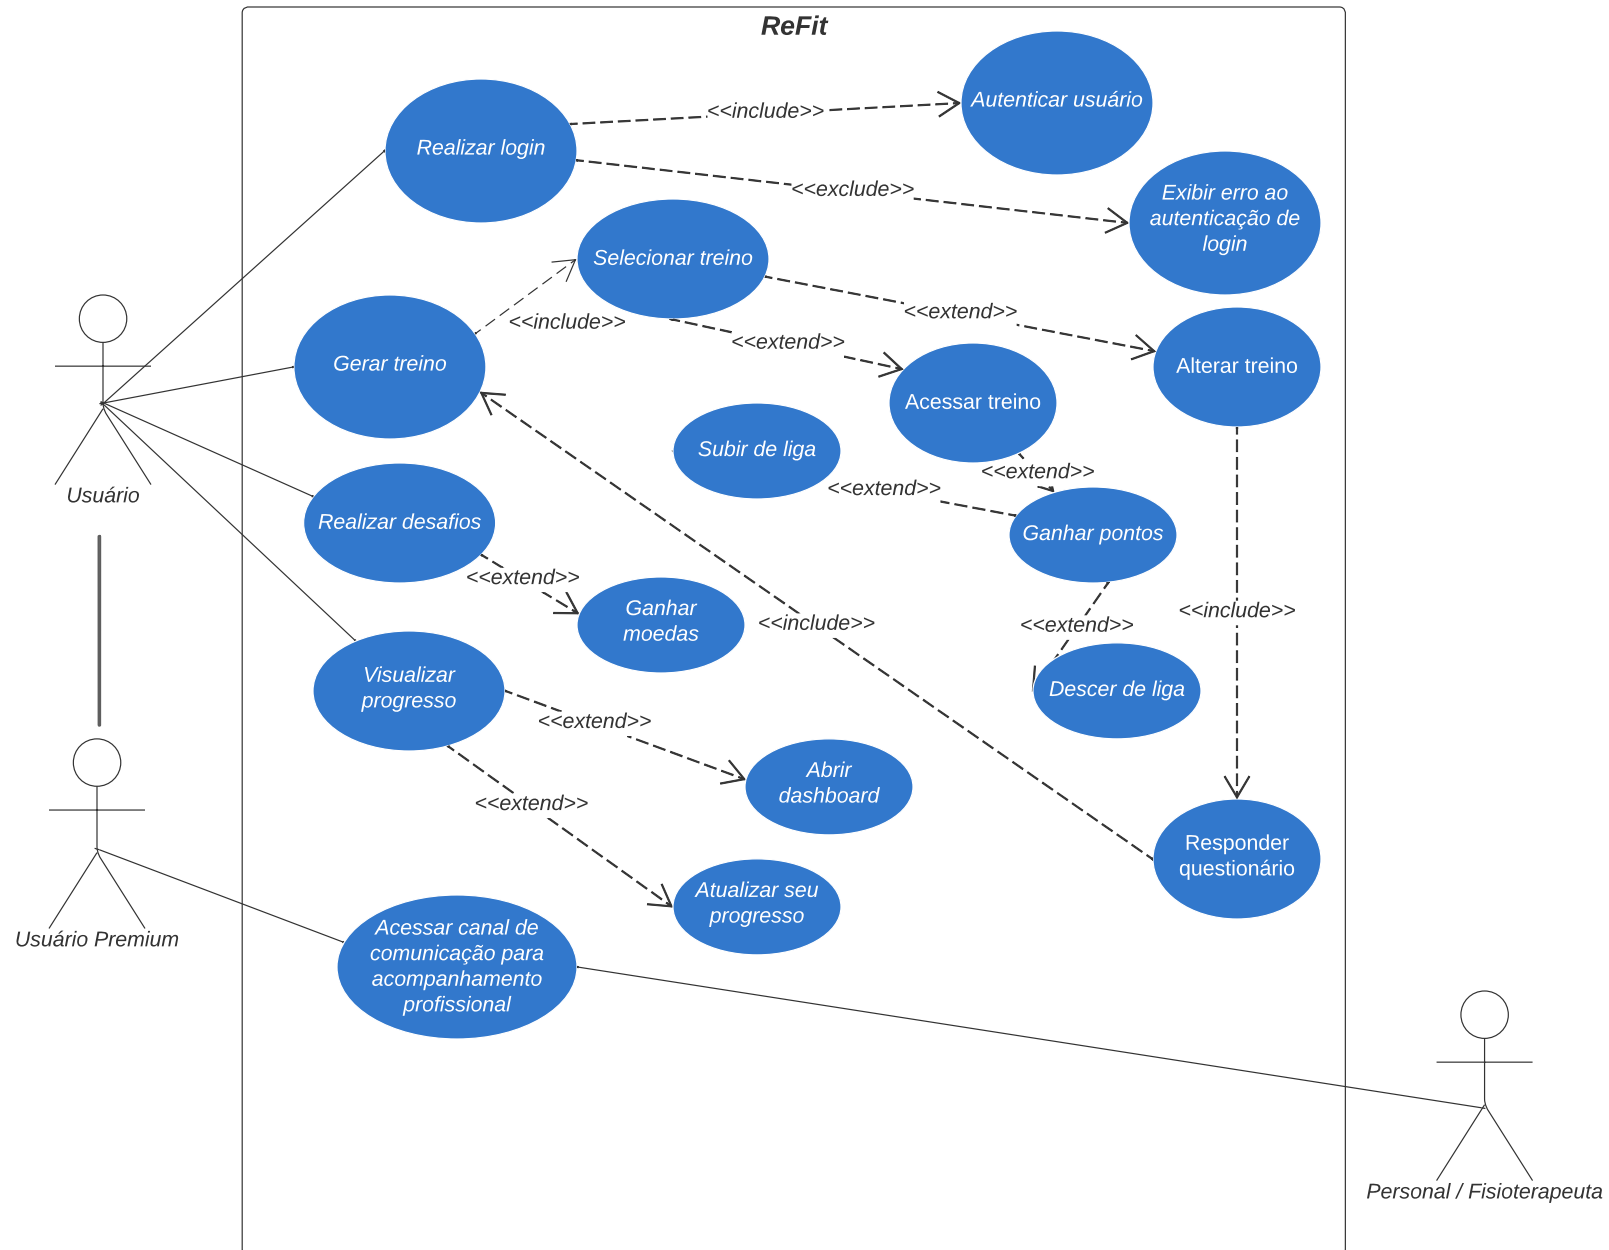 ReFit
Autenticar usuário
<<include>>
Realizar login
<<exclude>>
Exibir erro ao
autenticação de
login
Selecionar treino
<<extend>>
<<include>>
<<extend>>
Gerar treino
Alterar treino
Acessar treino
Subir de liga
<<extend>>
<<extend>>
Usuário
Realizar desafios
Ganhar pontos
<<extend>>
Ganhar
moedas
<<include>>
<<include>>
<<extend>>
Visualizar
progresso
Descer de liga
<<extend>>
Abrir
dashboard
<<extend>>
Responder
questionário
Atualizar seu
progresso
Usuário Premium
Acessar canal de
comunicação para
acompanhamento
profissional
Personal / Fisioterapeuta